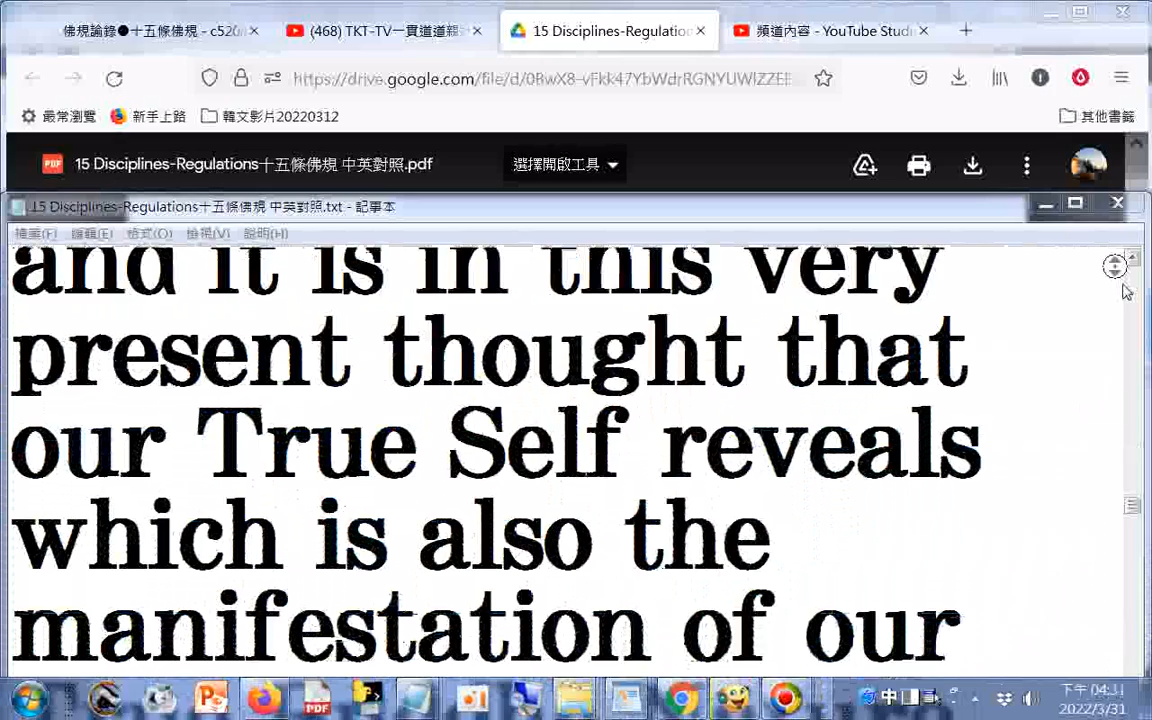 佛規諭錄●十五條佛規 - c520
(468) TKT-TV一貫道道親
15 Disciplines-Regulation
頻道內容 - YouTube Studi
https://drive.google.com/file/d/0BwX8-vFkk47YbWdrRGNYUWlZZEE
最常瀏覽
新手上路
韓文影片20220312
其他書籤
PDF
15 Disciplines-Regulations十五條佛規 中英對照.pdf
選擇開啟工具
15 Disciplines-Regulations十五條佛規 中英對照.txt - 記事本
檔案(F) 編輯(E) 格式(O) 檢視(V) 說明(H)
and it is in this very
present thought that
our True Self reveals
which is also the
manifestation of our
中
下午 04:31
2022/3/31